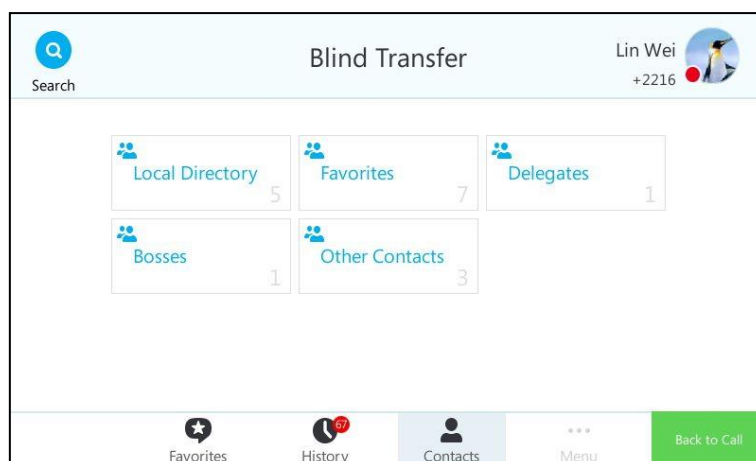 Search
Blind Transfer
Lin Wei
+2216
Local Directory
5
Favorites
7
Delegates
1
Bosses
1
Other Contacts
3
Favorites
67
History
Contacts
Menu
Back to Call